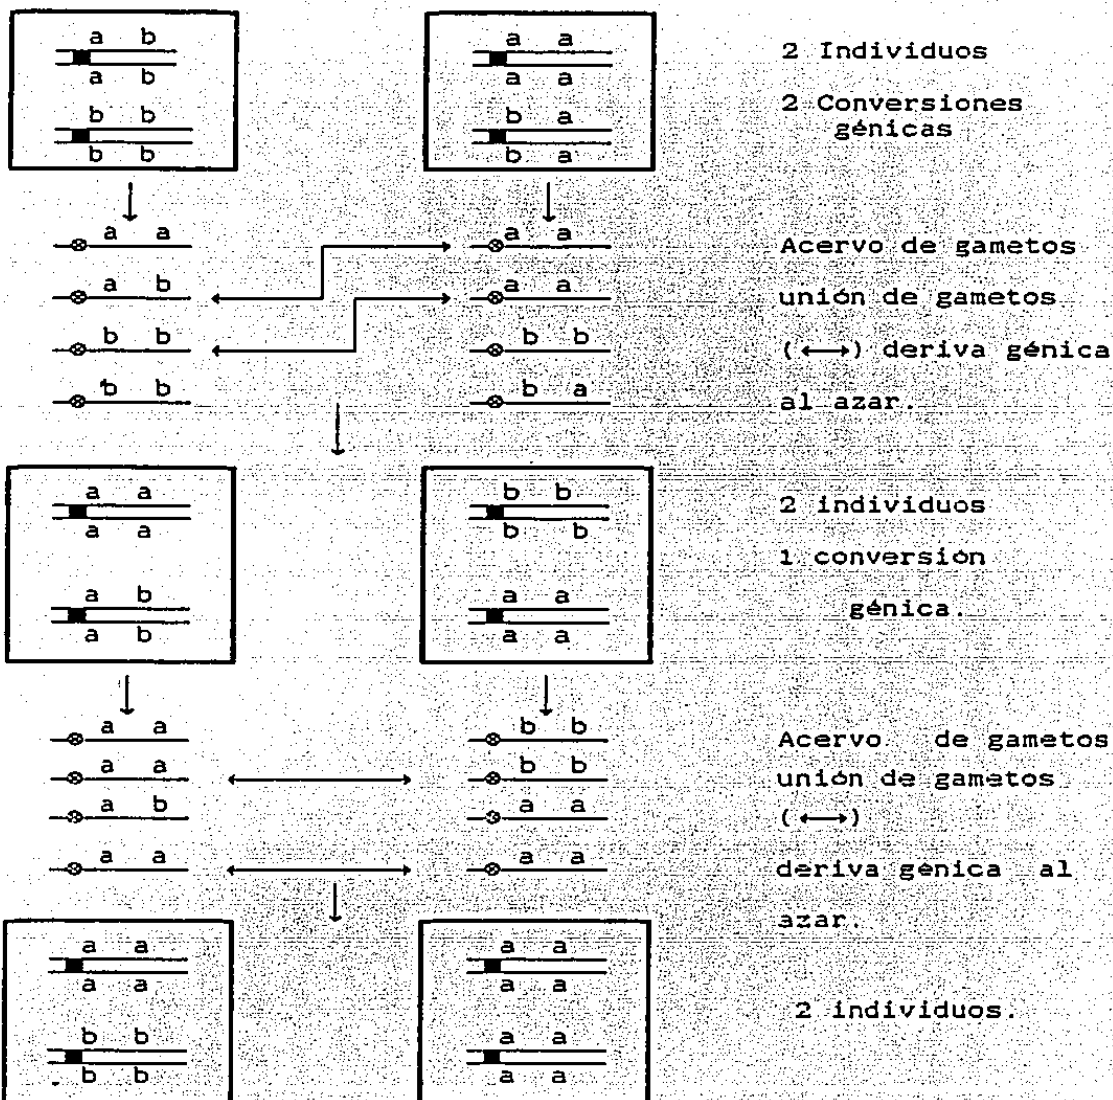 a b a a
a b a a
b b b a
b b b a
2 Individuos
2 Conversiones
génicas
a a a a
a b a a
b b b b
b b b a
Acervo de gametos
unión de gametos
(⟷) deriva génica
al azar.
a a b b
a a b b
a b a a
a b a a
2 individuos
1 conversión
génica.
a a b b
a a b b
a b a a
a a a a
Acervo de gametos
unión de gametos
(⟷)
deriva génica al
azar.
a a a a
a a a a
b b a a
b b a a
2 individuos.